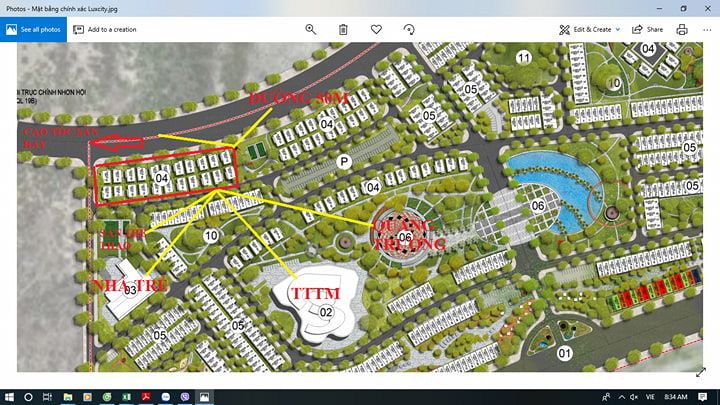 Photos - Mặt bằng chính xác Luxcity.jpg
See all photos
Add to a creation
Edit & Create
Share
TRỤC CHÍNH NHƠN HỘI
QL 19B)
ĐƯỜNG 50M
CAO TỐC SÂN
BAY
04
04
04
04
05
05
05
05
05
05
11
10
10
P
06
06
QUẢNG
TRƯỜNG
SÂN THỂ
THAO
NHÀ TRẺ
03
TTTM
02
01
VIE
8:34 AM